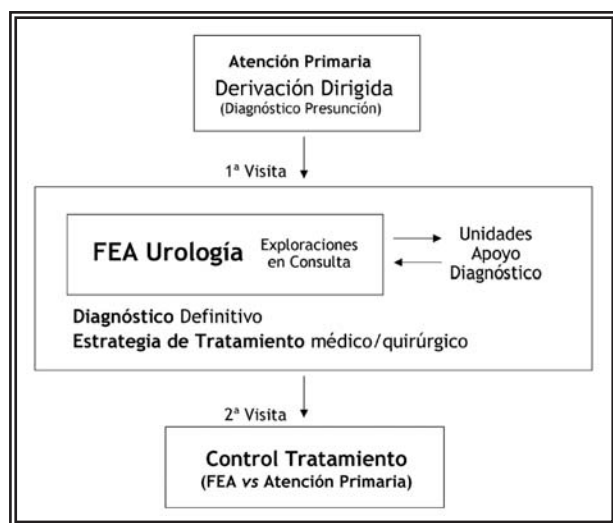 Atención Primaria
Derivación Dirigida
(Diagnóstico Presunción)
1ª Visita
FEA Urología
Exploraciones
en Consulta
Unidades
Apoyo
Diagnóstico
Diagnóstico Definitivo
Estrategia de Tratamiento médico/quirúrgico
2ª Visita
Control Tratamiento
(FEA vs Atención Primaria)